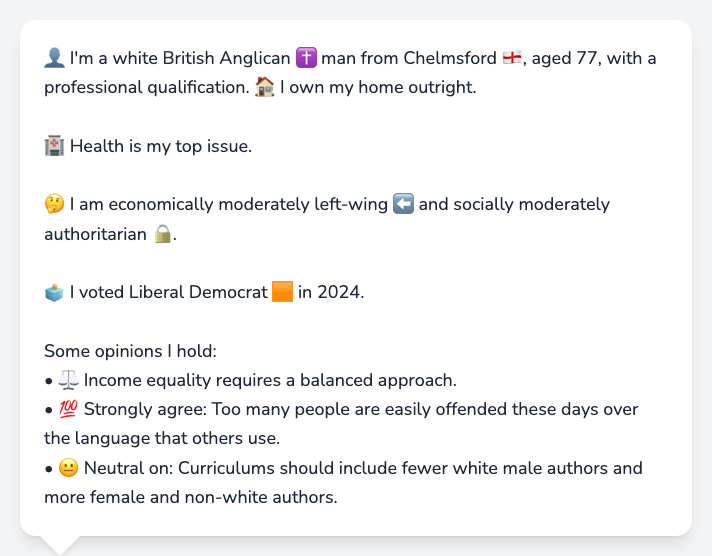 👤 I'm a white British Anglican ✝️ man from Chelmsford 🏴󠁧󠁢󠁥󠁮󠁧󠁿, aged 77, with a
professional qualification. 🏠 I own my home outright.
🏥 Health is my top issue.
🤔 I am economically moderately left-wing ⬅️ and socially moderately
authoritarian 🔒.
🗳️ I voted Liberal Democrat 🟧 in 2024.
Some opinions I hold:
• ⚖️ Income equality requires a balanced approach.
• 💯 Strongly agree: Too many people are easily offended these days over
the language that others use.
• 😐 Neutral on: Curriculums should include fewer white male authors and
more female and non-white authors.